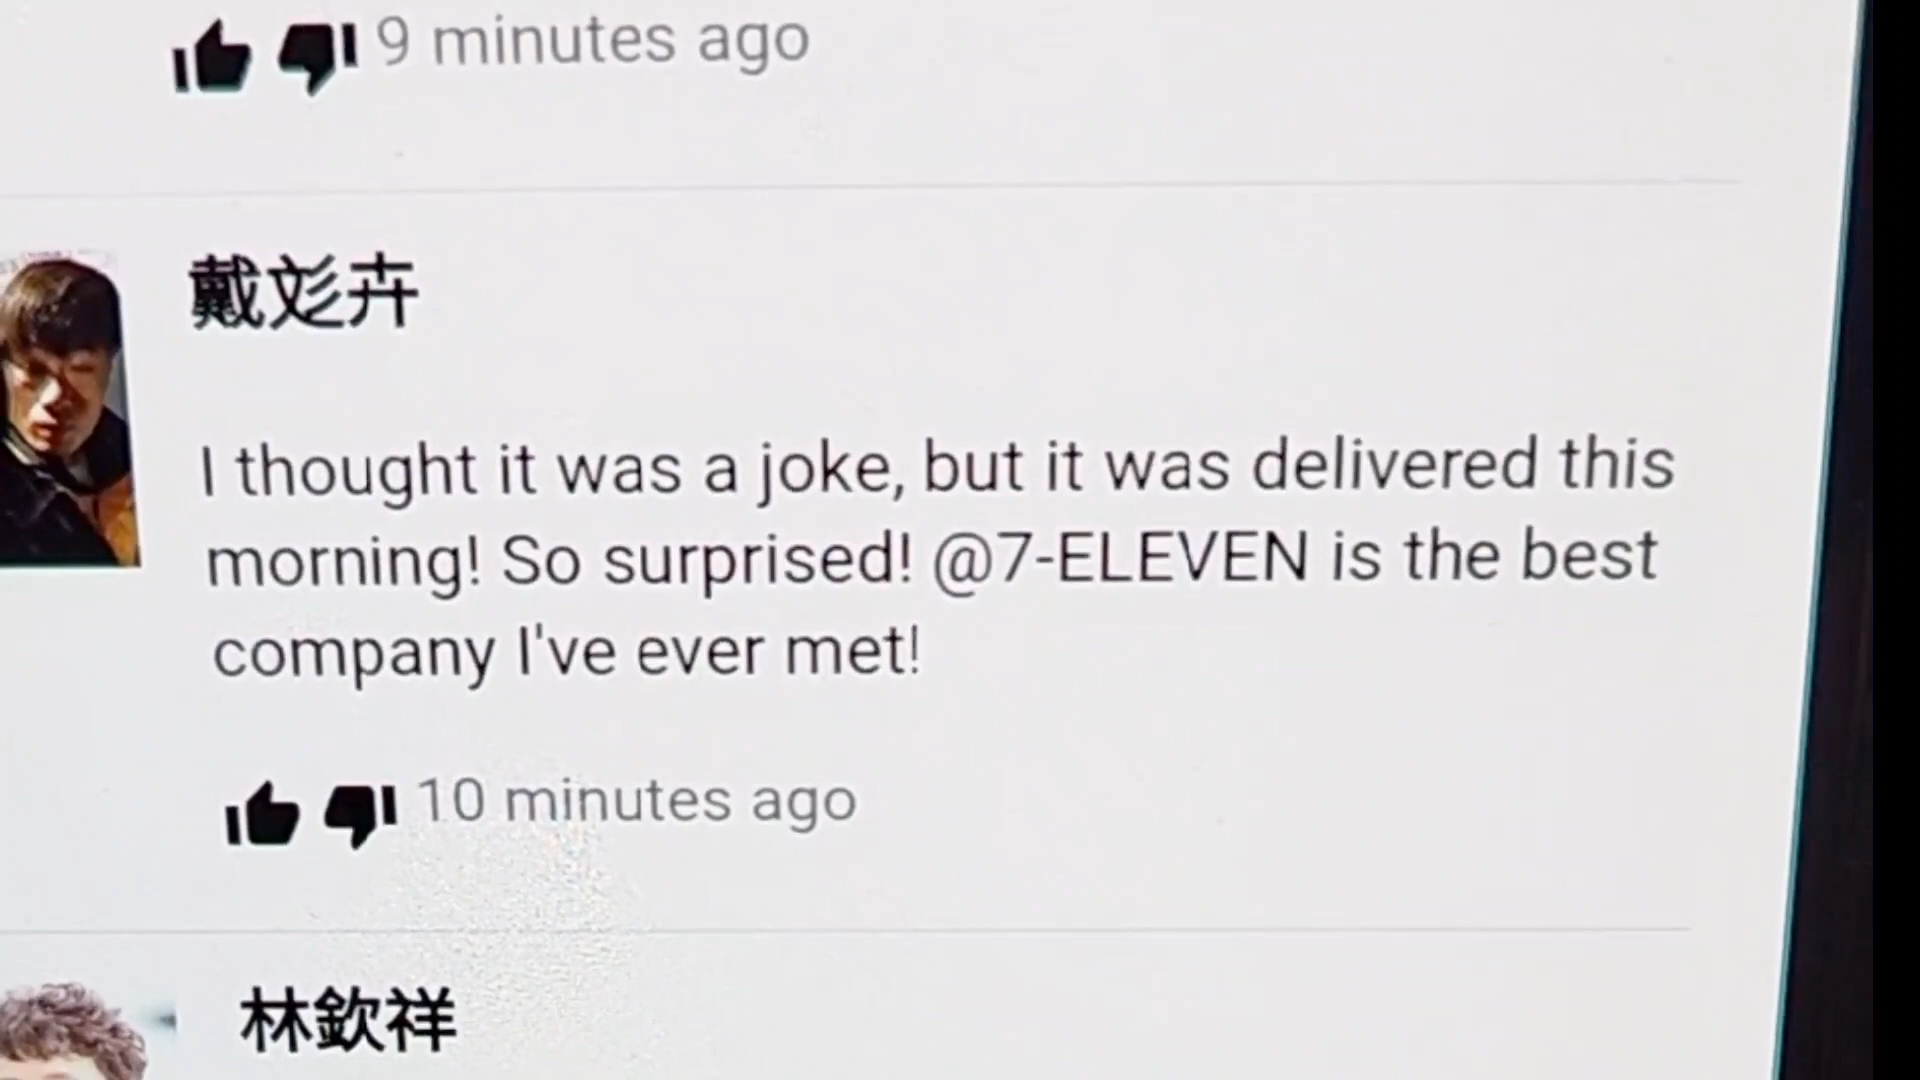 9 minutes ago
戴彣卉
I thought it was a joke, but it was delivered this
morning! So surprised! @7-ELEVEN is the best
company I've ever met!
10 minutes ago
林欽祥